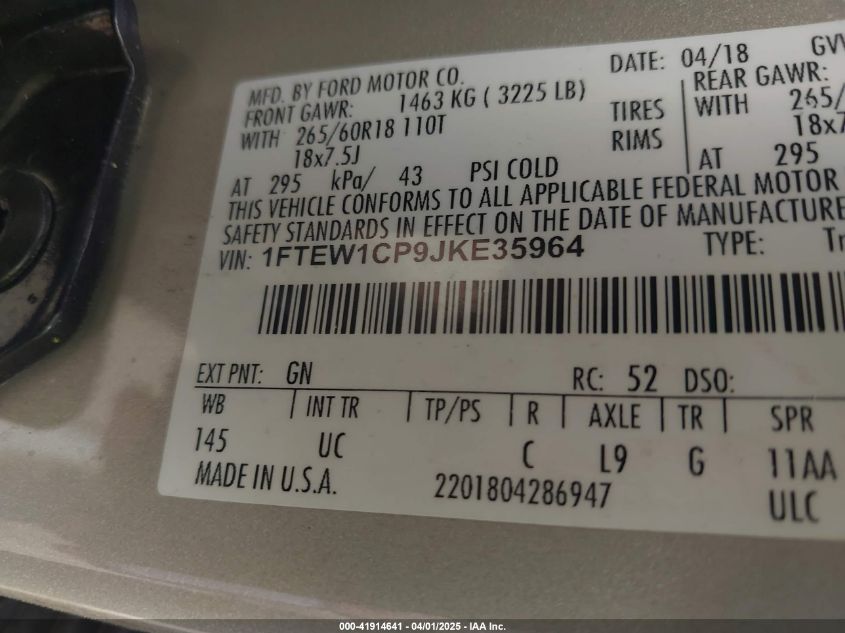 MFD. BY FORD MOTOR CO. DATE: 04/18 GV
FRONT GAWR: 1463 KG ( 3225 LB) REAR GAWR:
WITH 265/60R18 110T TIRES WITH 265/
18x7.5J RIMS 18x7
AT 295 kPa/ 43 PSI COLD AT 295
THIS VEHICLE CONFORMS TO ALL APPLICABLE FEDERAL MOTOR
SAFETY STANDARDS IN EFFECT ON THE DATE OF MANUFACTURE
VIN: 1FTEW1CP9JKE35964 TYPE: Tr
EXT PNT: GN RC: 52 DSO:
WB INT TR TP/PS R AXLE TR SPR
145 UC C L9 G 11AA
MADE IN U.S.A. 2201804286947 ULC
000-41914641 - 04/01/2025 - IAA Inc.